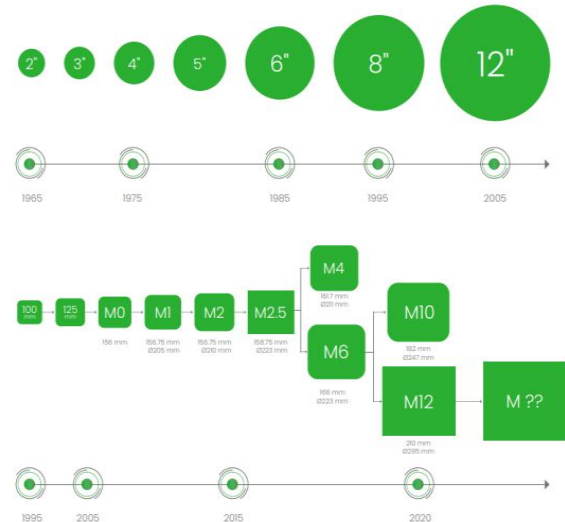 2" 3" 4" 5" 6" 8" 12"
1965 1975 1985 1995 2005
M4
161.7 mm
Ø211 mm
100
mm
125
mm
M0
156 mm
M1
156.75 mm
Ø205 mm
M2
156.75 mm
Ø210 mm
M2.5
158.75 mm
Ø223 mm
M6
166 mm
Ø223 mm
M10
182 mm
Ø247 mm
M12
210 mm
Ø295 mm
M ??
1995 2005 2015 2020